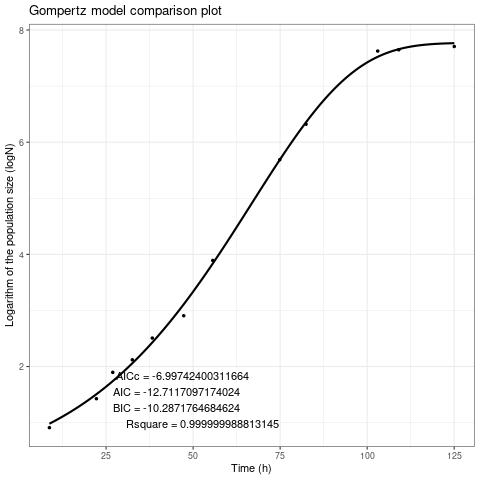 Gompertz model comparison plot
8
6
4
2
Logarithm of the population size (logN)
AICc = -6.99742400311664
AIC = -12.7117097174024
BIC = -10.2871764684624
Rsquare = 0.999999988813145
25
50
75
100
125
Time (h)